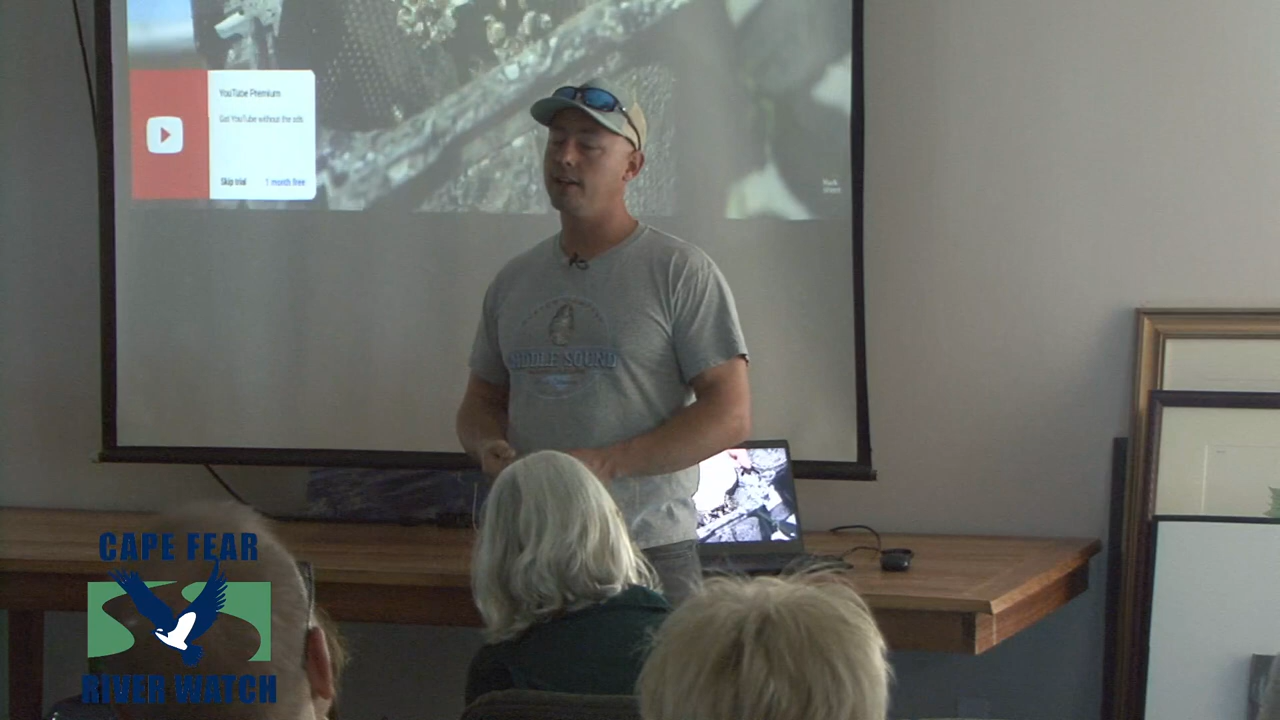 YouTube Premium
Get YouTube without the ads
Skip trial
1 month free
MIDDLE SOUND
CAPE FEAR
RIVER WATCH